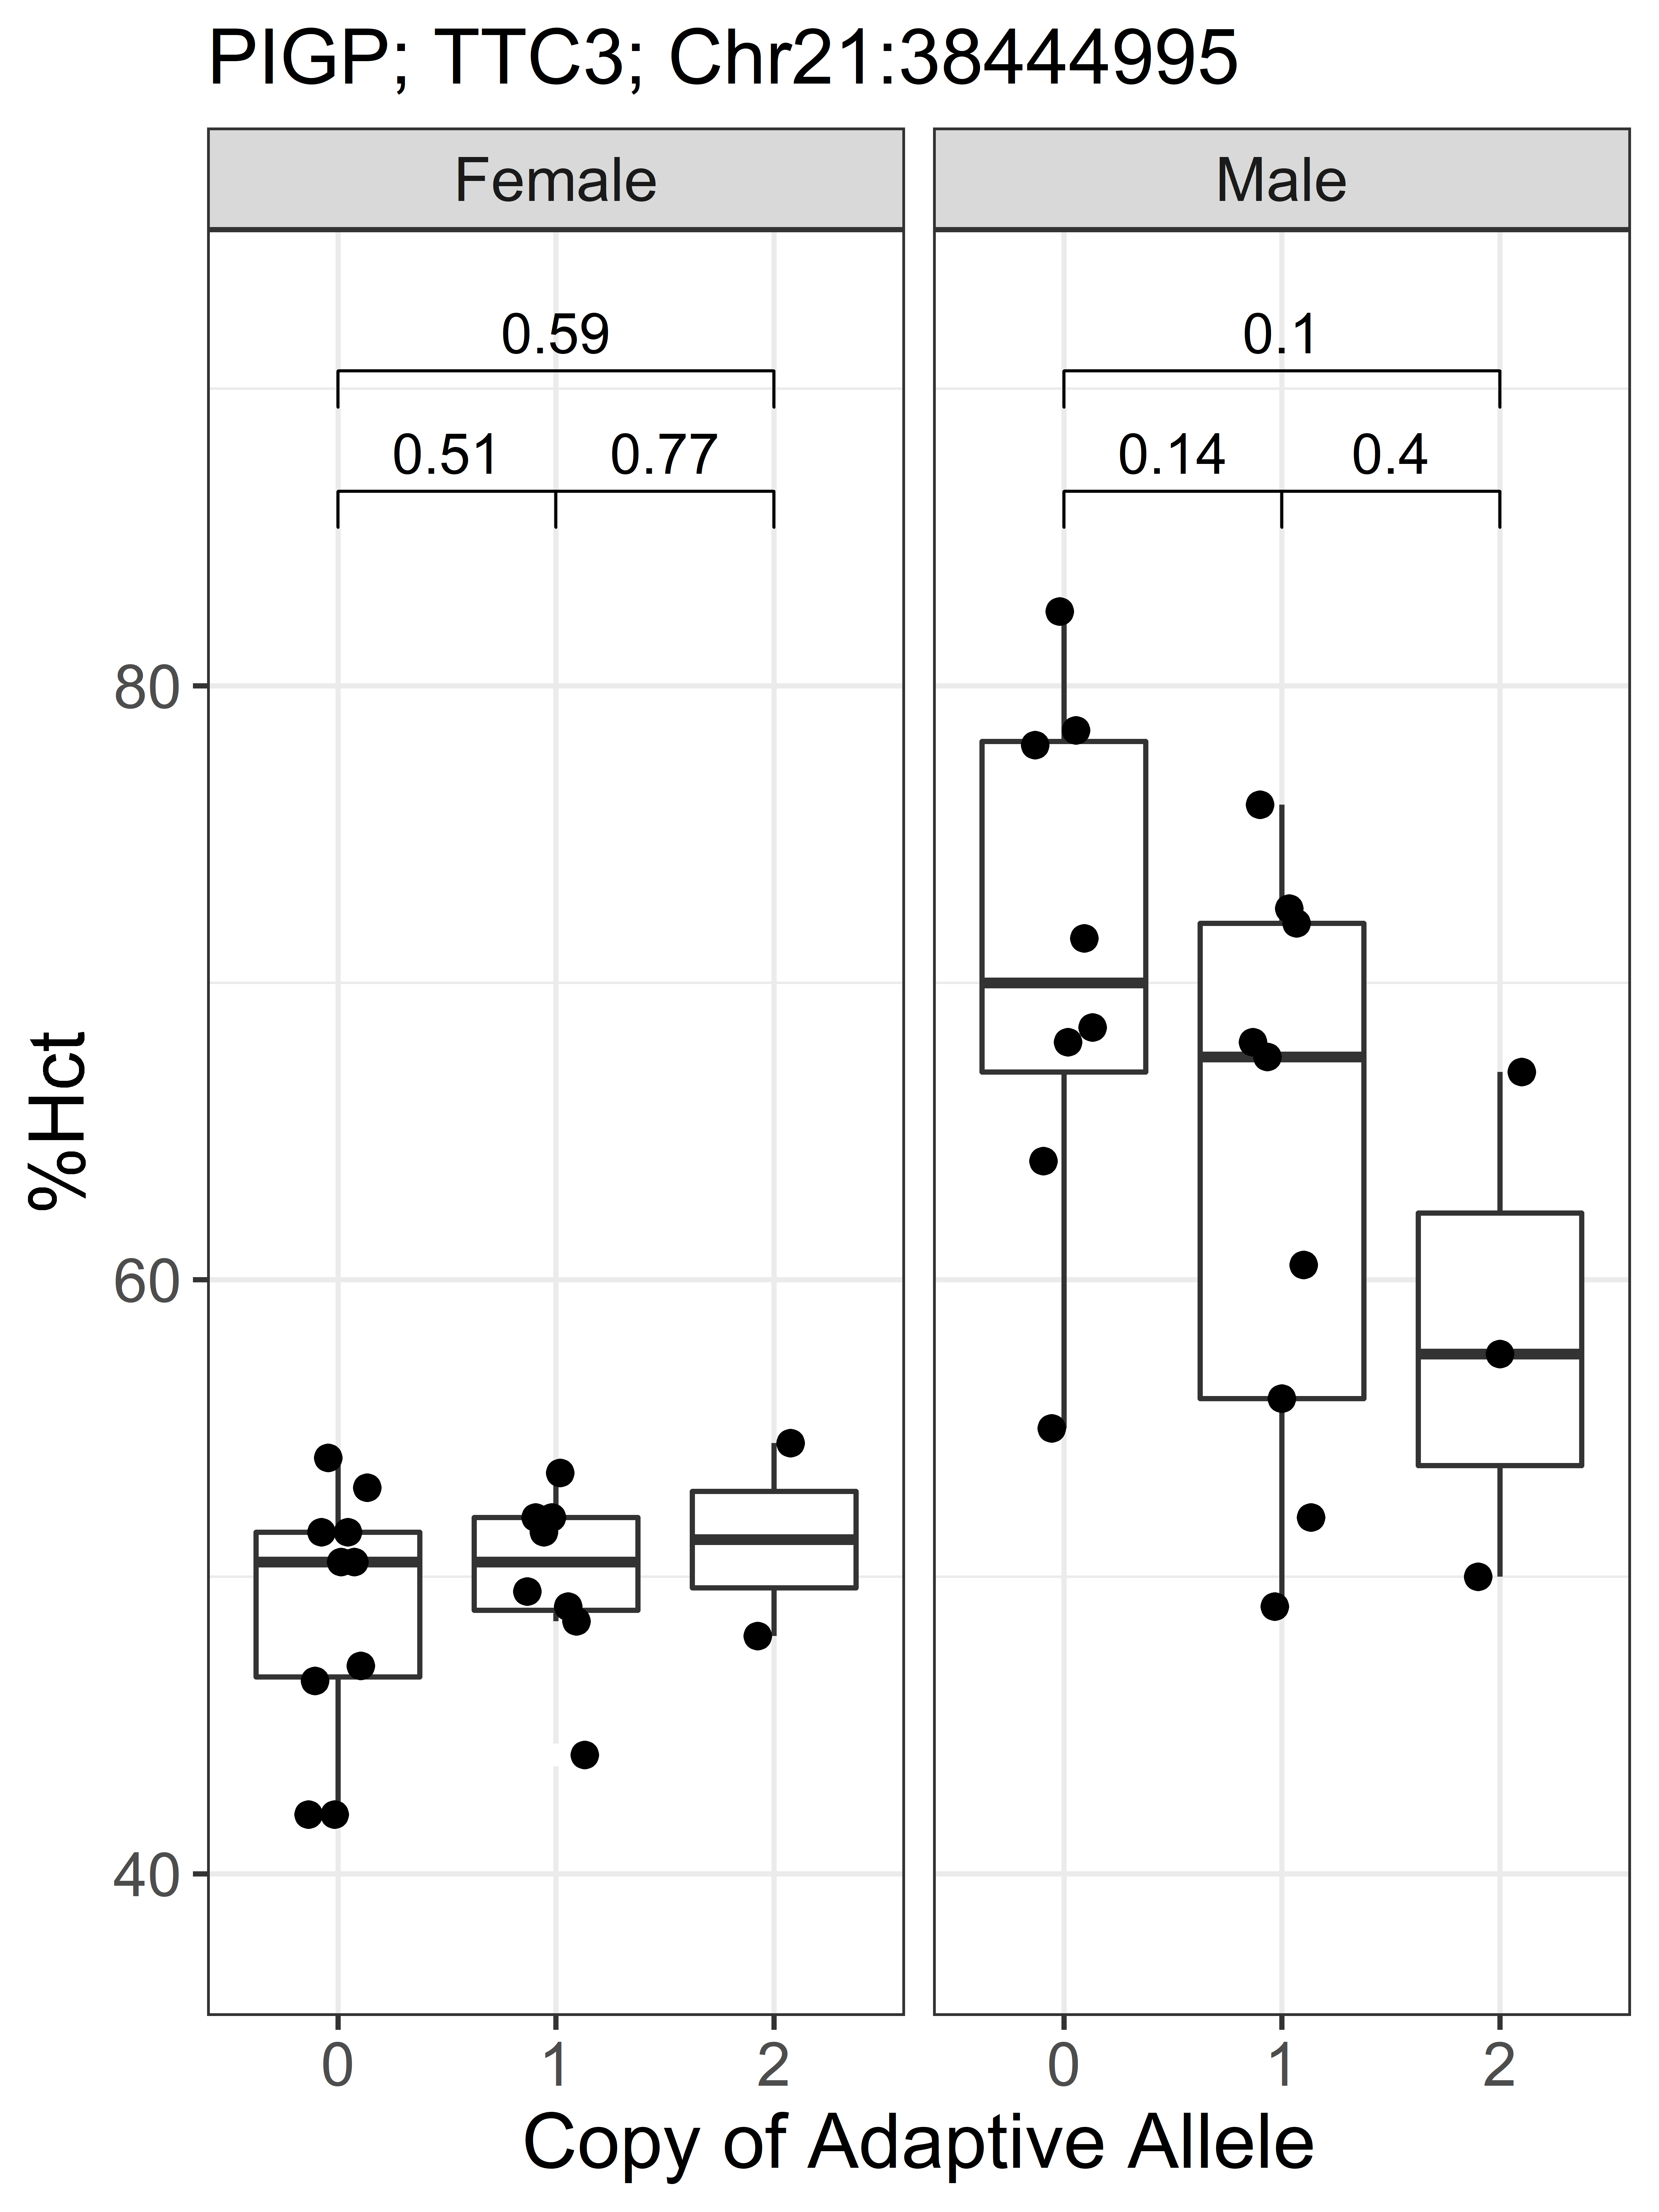 PIGP; TTC3; Chr21:38444995
Female Male
0.59 0.1
0.51 0.77 0.14 0.4
80
%Hct
60
40
0 1 2 0 1 2
Copy of Adaptive Allele